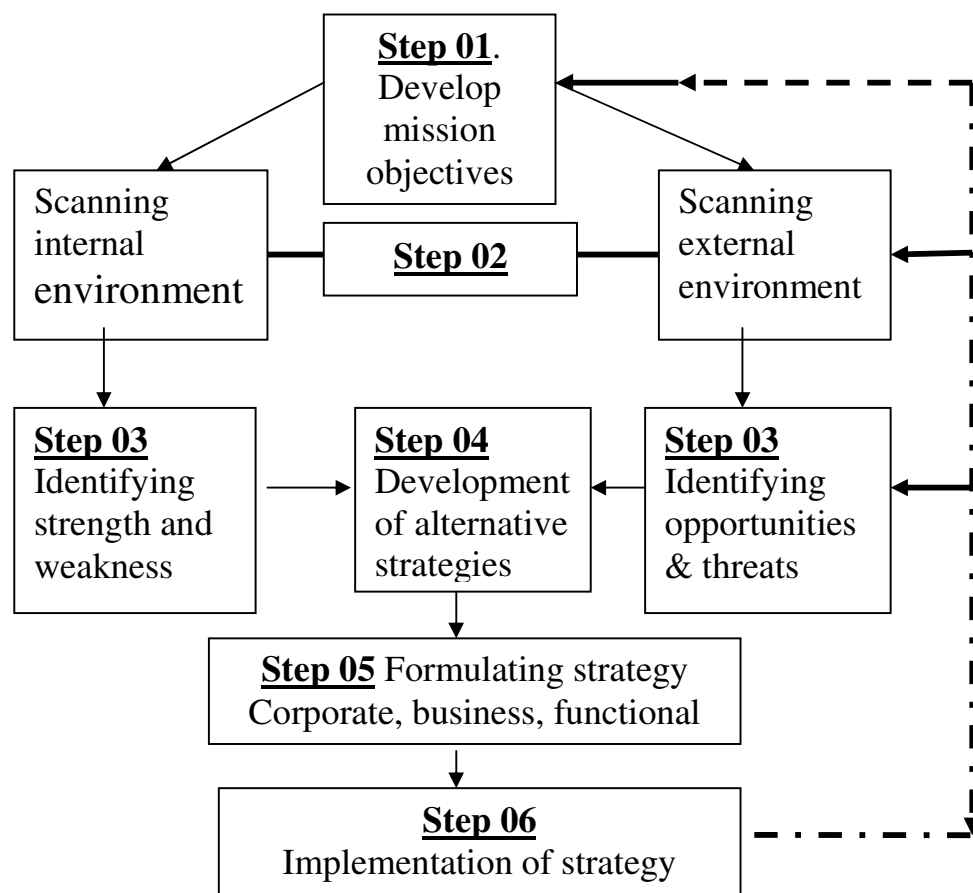 Step 01.
Develop
mission
objectives
Scanning
internal
environment
Step 02
Scanning
external
environment
Step 03
Identifying
strength and
weakness
Step 04
Development
of alternative
strategies
Step 03
Identifying
opportunities
& threats
Step 05 Formulating strategy
Corporate, business, functional
Step 06
Implementation of strategy